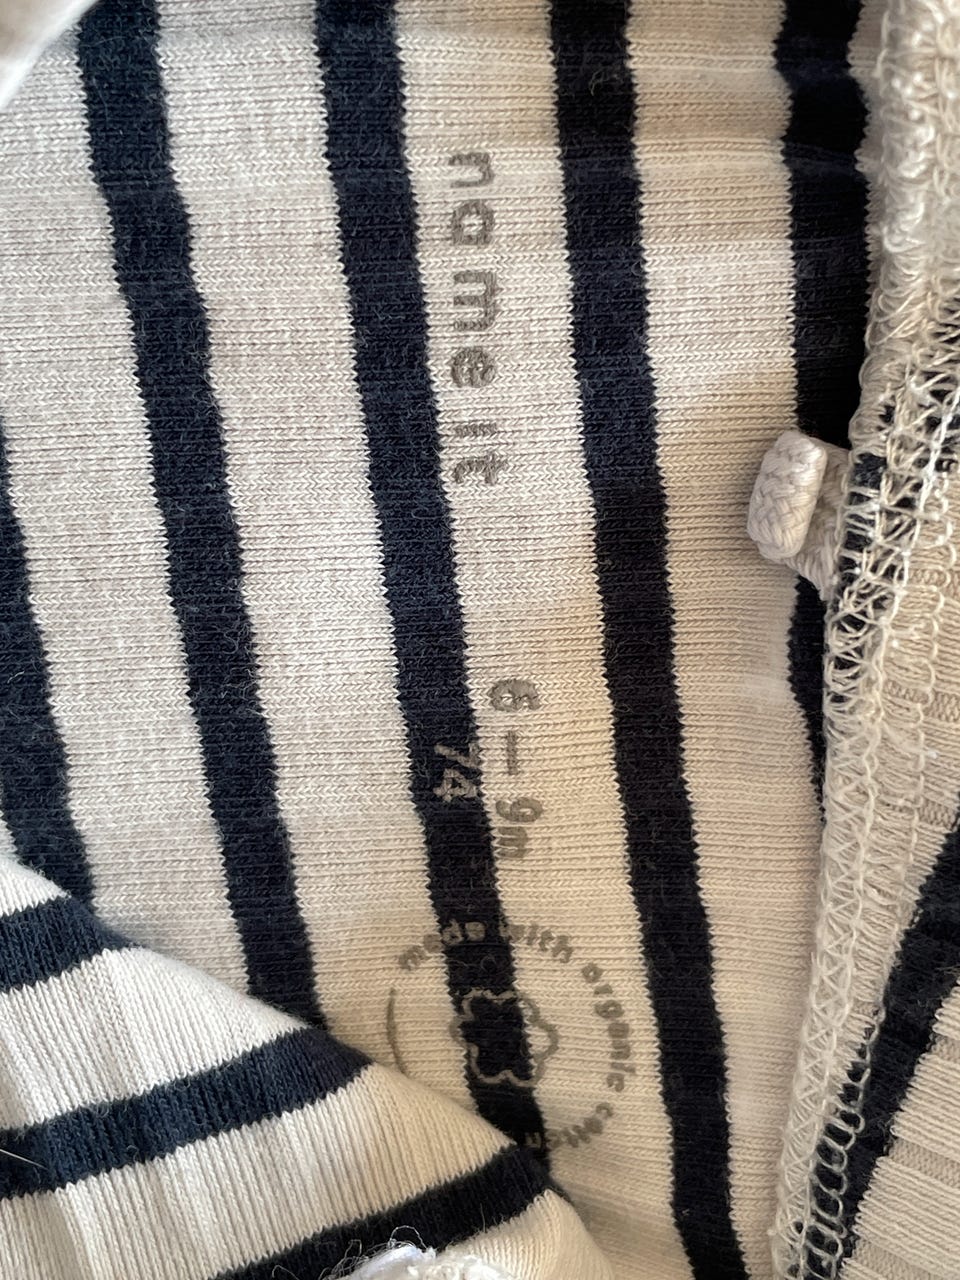 name it
6-9m
74
made with organic cotton